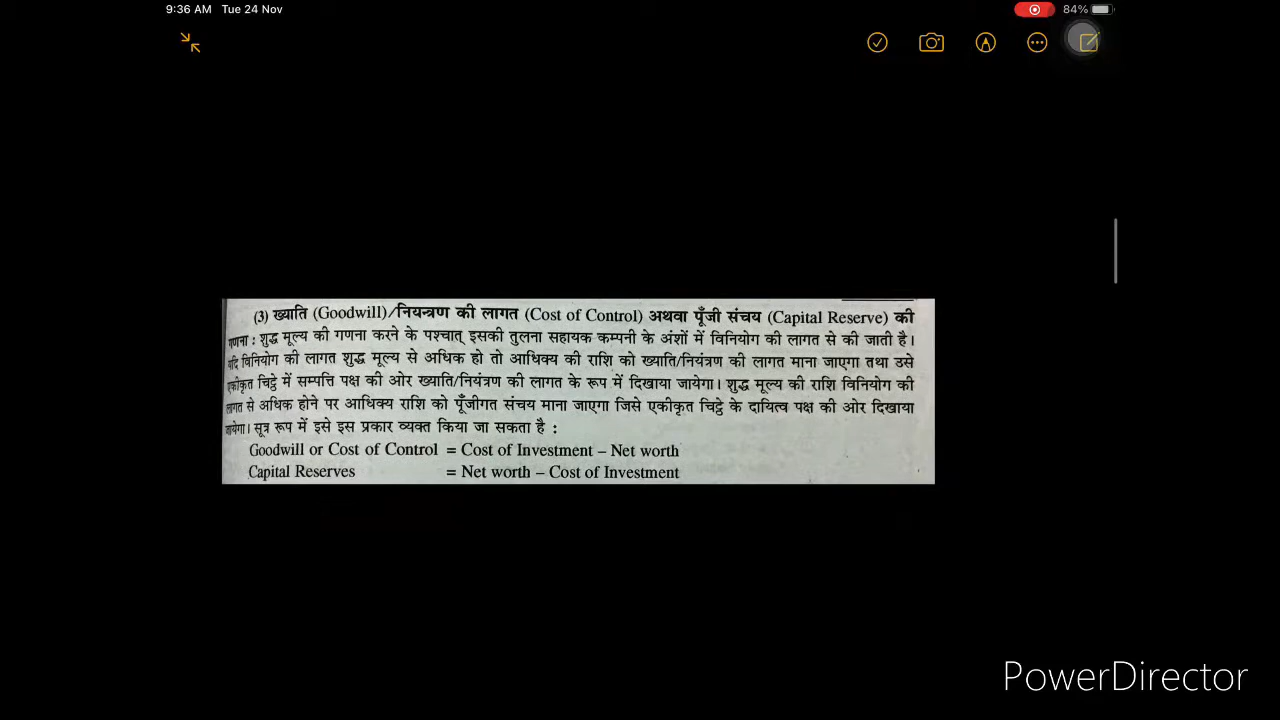 9:36 AM Tue 24 Nov
84%
(3) ख्याति (Goodwill)/नियन्त्रण की लागत (Cost of Control) अथवा पूँजी संचय (Capital Reserve) की
गणना : शुद्ध मूल्य की गणना करने के पश्चात् इसकी तुलना सहायक कम्पनी के अंशों में विनियोग की लागत से की जाती है।
यदि विनियोग की लागत शुद्ध मूल्य से अधिक हो तो आधिक्य की राशि को ख्याति/नियंत्रण की लागत माना जाएगा तथा उसे
एकीकृत चिट्ठे में सम्पत्ति पक्ष की ओर ख्याति/नियंत्रण की लागत के रूप में दिखाया जायेगा। शुद्ध मूल्य की राशि विनियोग की
लागत से अधिक होने पर आधिक्य राशि को पूँजीगत संचय माना जाएगा जिसे एकीकृत चिट्ठे के दायित्व पक्ष की ओर दिखाया
जायेगा। सूत्र रूप में इसे इस प्रकार व्यक्त किया जा सकता है :
Goodwill or Cost of Control = Cost of Investment – Net worth
Capital Reserves = Net worth – Cost of Investment
PowerDirector